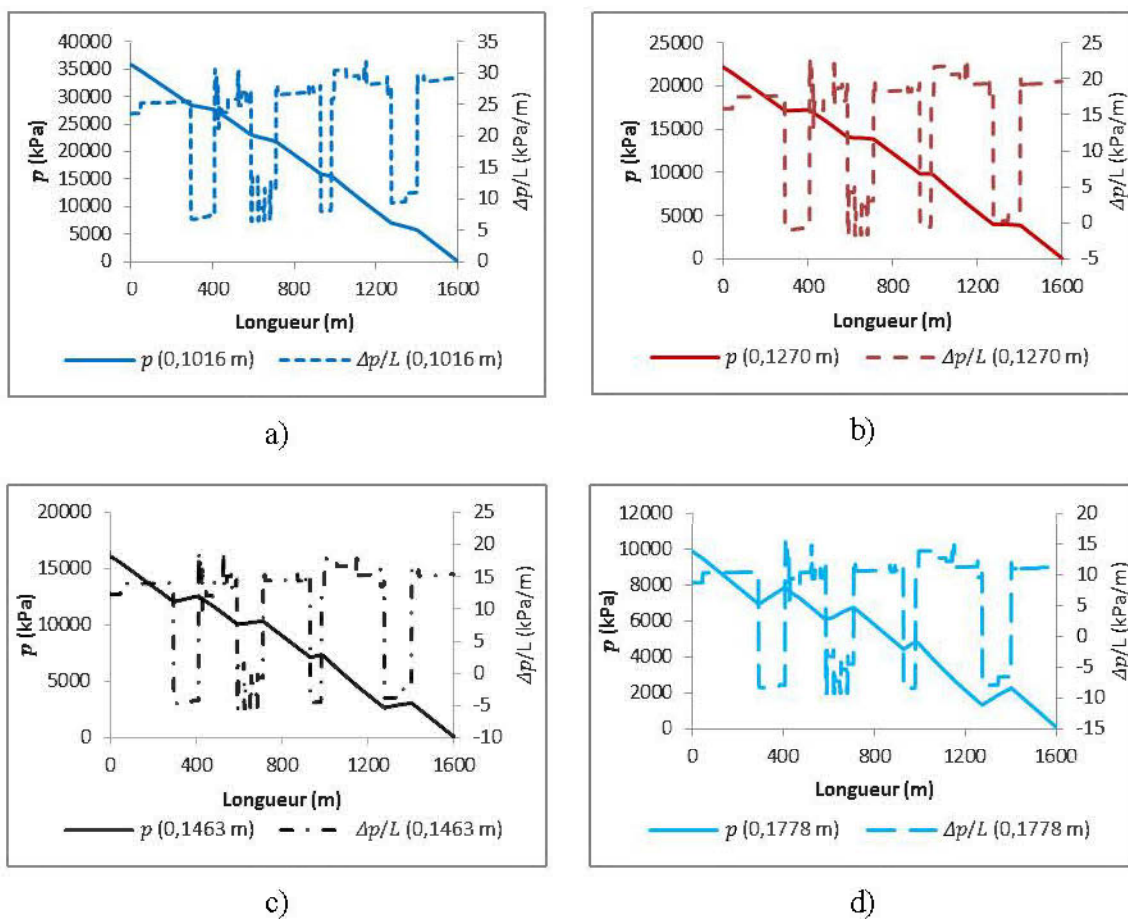 40000
35000
30000
25000
20000
15000
10000
5000
0
p (kPa)
35
30
25
20
15
10
5
0
Δp/L (kPa/m)
0 400 800 1200 1600
Longueur (m)
p (0,1016 m) Δp/L (0,1016 m)
a)
25000
20000
15000
10000
5000
0
p (kPa)
25
20
15
10
5
0
-5
Δp/L (kPa/m)
0 400 800 1200 1600
Longueur (m)
p (0,1270 m) Δp/L (0,1270 m)
b)
20000
15000
10000
5000
0
p (kPa)
25
20
15
10
5
0
-5
-10
Δp/L (kPa/m)
0 400 800 1200 1600
Longueur (m)
p (0,1463 m) Δp/L (0,1463 m)
c)
12000
10000
8000
6000
4000
2000
0
p (kPa)
20
15
10
5
0
-5
-10
-15
Δp/L (kPa/m)
0 400 800 1200 1600
Longueur (m)
p (0,1778 m) Δp/L (0,1778 m)
d)